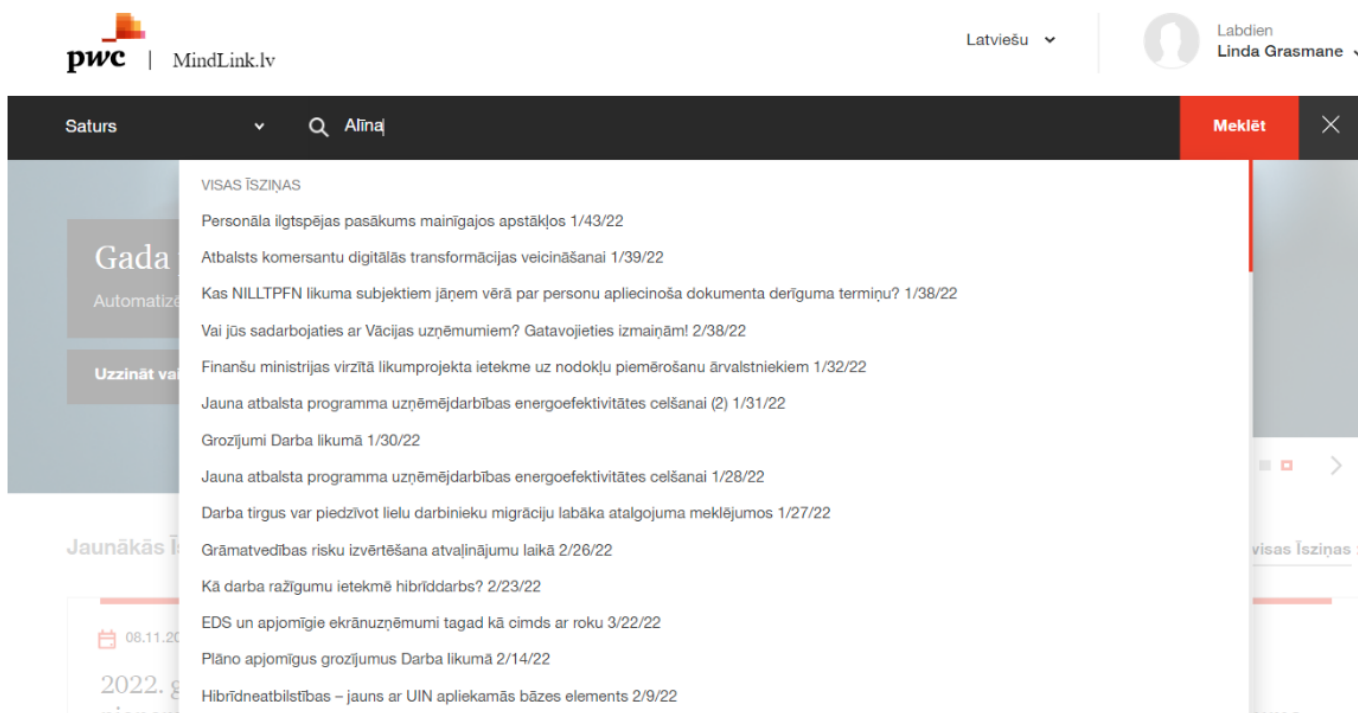 Latviešu
Labdien
Linda Grasmane
pwc | MindLink.lv
Saturs
Alīna
Meklēt
VISAS ĪSZIŅAS
Personāla ilgtspējas pasākums mainīgajos apstākļos 1/43/22
Atbalsts komersantu digitālās transformācijas veicināšanai 1/39/22
Kas NILLTPFN likuma subjektiem jāņem vērā par personu apliecinoša dokumenta derīguma termiņu? 1/38/22
Vai jūs sadarbojaties ar Vācijas uzņēmumiem? Gatavojieties izmaiņām! 2/38/22
Finanšu ministrijas virzītā likumprojekta ietekme uz nodokļu piemērošanu ārvalstniekiem 1/32/22
Jauna atbalsta programma uzņēmējdarbības energoefektivitātes celšanai (2) 1/31/22
Grozījumi Darba likumā 1/30/22
Jauna atbalsta programma uzņēmējdarbības energoefektivitātes celšanai 1/28/22
Darba tirgus var piedzīvot lielu darbinieku migrāciju labāka atalgojuma meklējumos 1/27/22
Grāmatvedības risku izvērtēšana atvaļinājumu laikā 2/26/22
Kā darba ražīgumu ietekmē hibrīddarbs? 2/23/22
EDS un apjomīgie ekrānuzņēmumi tagad kā cimds ar roku 3/22/22
Plāno apjomīgus grozījumus Darba likumā 2/14/22
Hibrīdneatbilstības – jauns ar UIN apliekamās bāzes elements 2/9/22
Gada
Automatizē
Uzzināt vai
Jaunākās
visas Īsziņas
08.11.20
2022. g